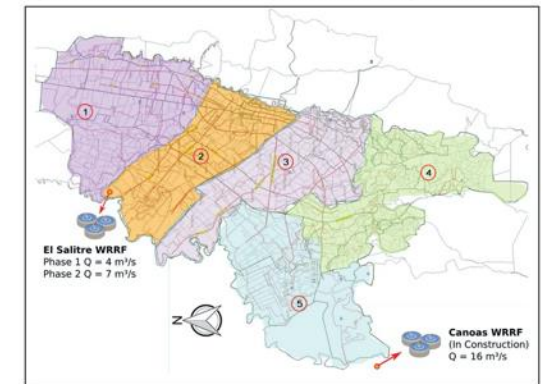 1
2
3
4
5
El Salitre WRRF
Phase 1 Q = 4 m³/s
Phase 2 Q = 7 m³/s
N
Canoas WRRF
(In Construction)
Q = 16 m³/s